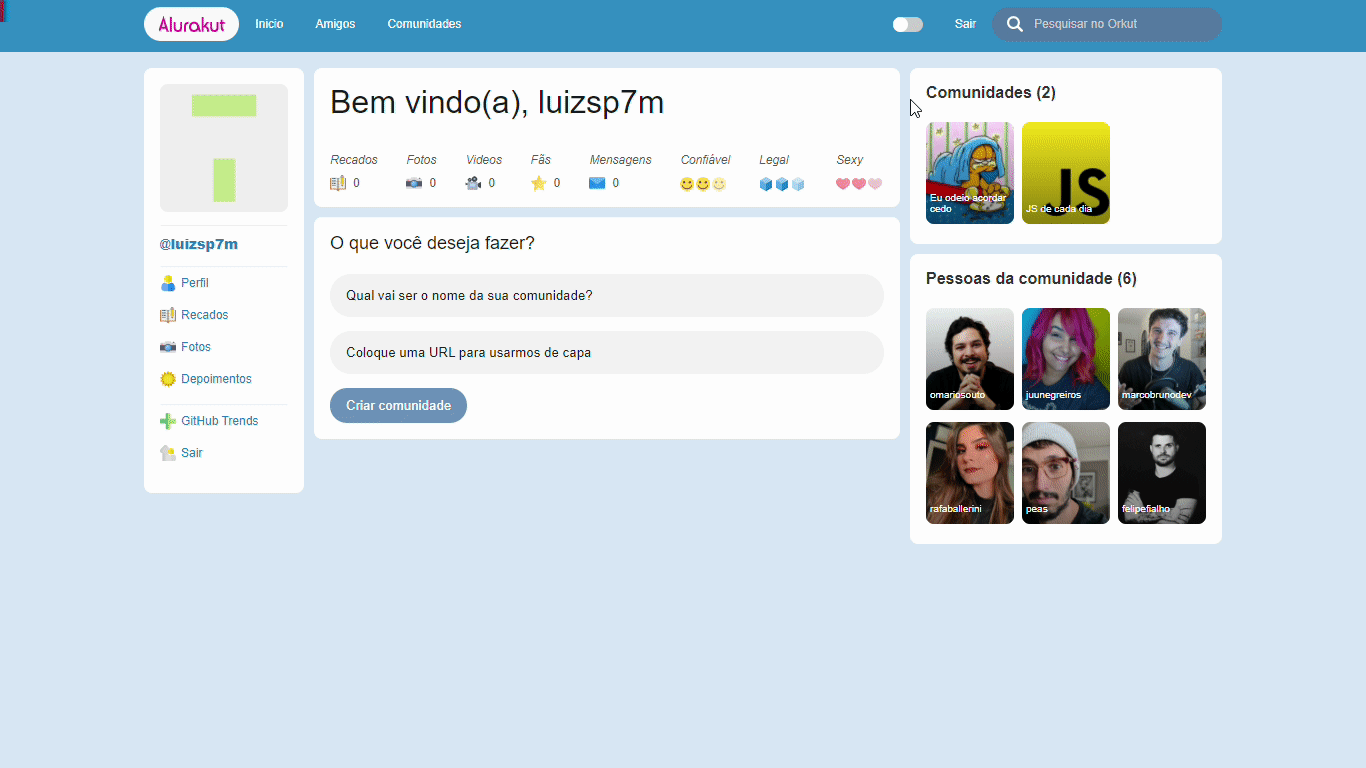 Alurakut
Inicio
Amigos
Comunidades
Sair
Pesquisar no Orkut
@luizsp7m
Perfil
Recados
Fotos
Depoimentos
GitHub Trends
Sair
Bem vindo(a), luizsp7m
Recados Fotos Videos Fãs Mensagens Confiável Legal Sexy
0 0 0 0 0
O que você deseja fazer?
Qual vai ser o nome da sua comunidade?
Coloque uma URL para usarmos de capa
Criar comunidade
Comunidades (2)
Eu odeio acordar
cedo
JS
JS de cada dia
Pessoas da comunidade (6)
omariosouto
juunegreiros
marcobrunodev
rafaballerini
peas
felipefialho